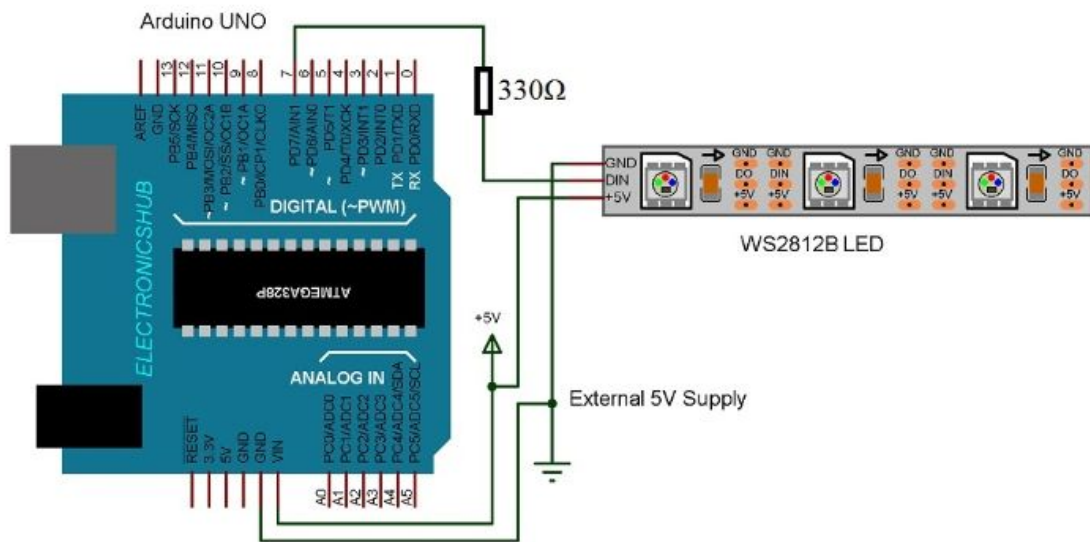 Arduino UNO
AREF
GND
13
12
11
10
9
8
7
6
5
4
3
2
1
0
PB5/SCK
PB4/MISO
~PB3/MOSI/OC2A
~PB2/SS/OC1B
~PB1/OC1A
PB0/ICP1/CLKO
PD7/AIN1
~PD6/AIN0
~PD5/T1
PD4/T0/XCK
~PD3/INT1
PD2/INT0
TX PD1/TXD
RX PD0/RXD
DIGITAL (~PWM)
ELECTRONICSHUB
ATMEGA328P
ANALOG IN
RESET
3.3V
5V
GND
GND
VIN
PC0/ADC0
PC1/ADC1
PC2/ADC2
PC3/ADC3
PC4/ADC4/SDA
PC5/ADC5/SCL
A0
A1
A2
A3
A4
A5
330Ω
GND
DIN
+5V
GND GND
DO DIN
+5V +5V
GND GND
DO DIN
+5V +5V
GND
DO
+5V
WS2812B LED
+5V
External 5V Supply